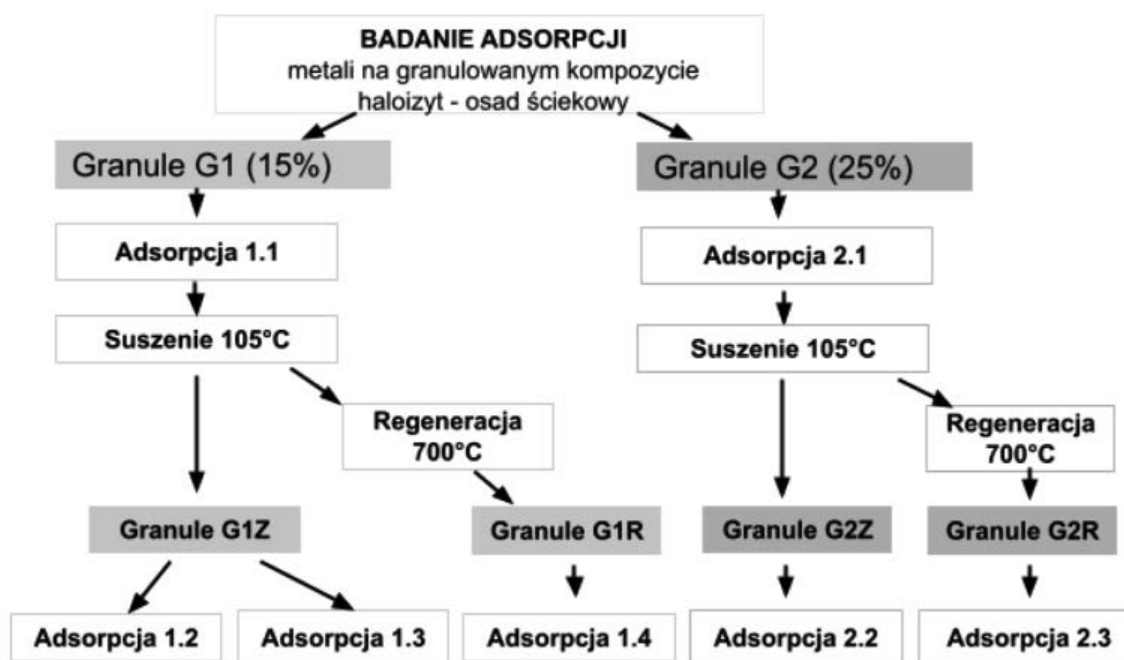 BADANIE ADSORPCJI
metali na granulowanym kompozycie
haloizyt - osad ściekowy
Granule G1 (15%)
Granule G2 (25%)
Adsorpcja 1.1
Adsorpcja 2.1
Suszenie 105°C
Suszenie 105°C
Regeneracja
700°C
Regeneracja
700°C
Granule G1Z
Granule G1R
Granule G2Z
Granule G2R
Adsorpcja 1.2
Adsorpcja 1.3
Adsorpcja 1.4
Adsorpcja 2.2
Adsorpcja 2.3